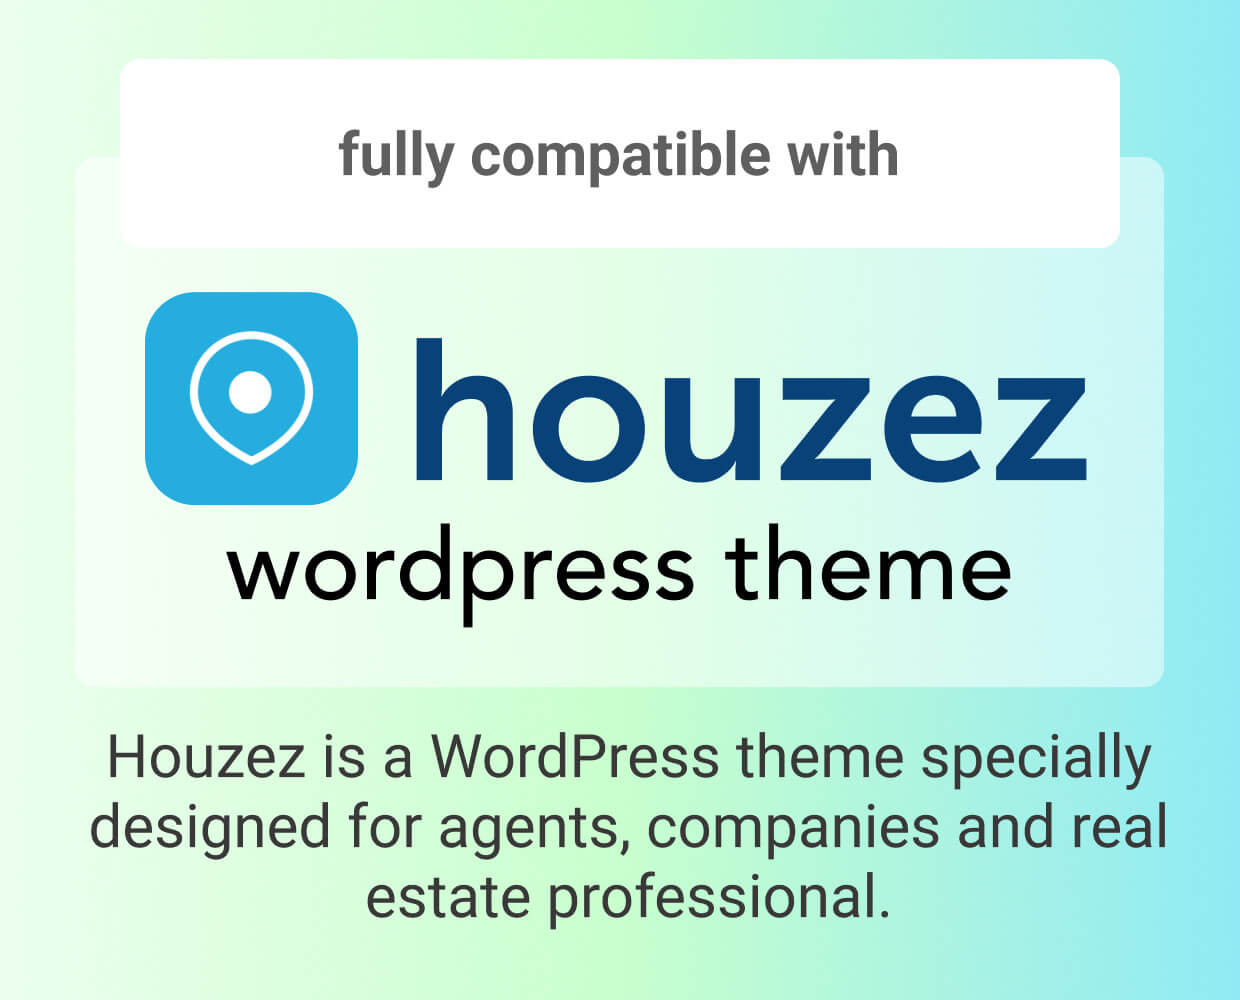 fully compatible with
houzez
wordpress theme
Houzez is a WordPress theme specially
designed for agents, companies and real
estate professional.